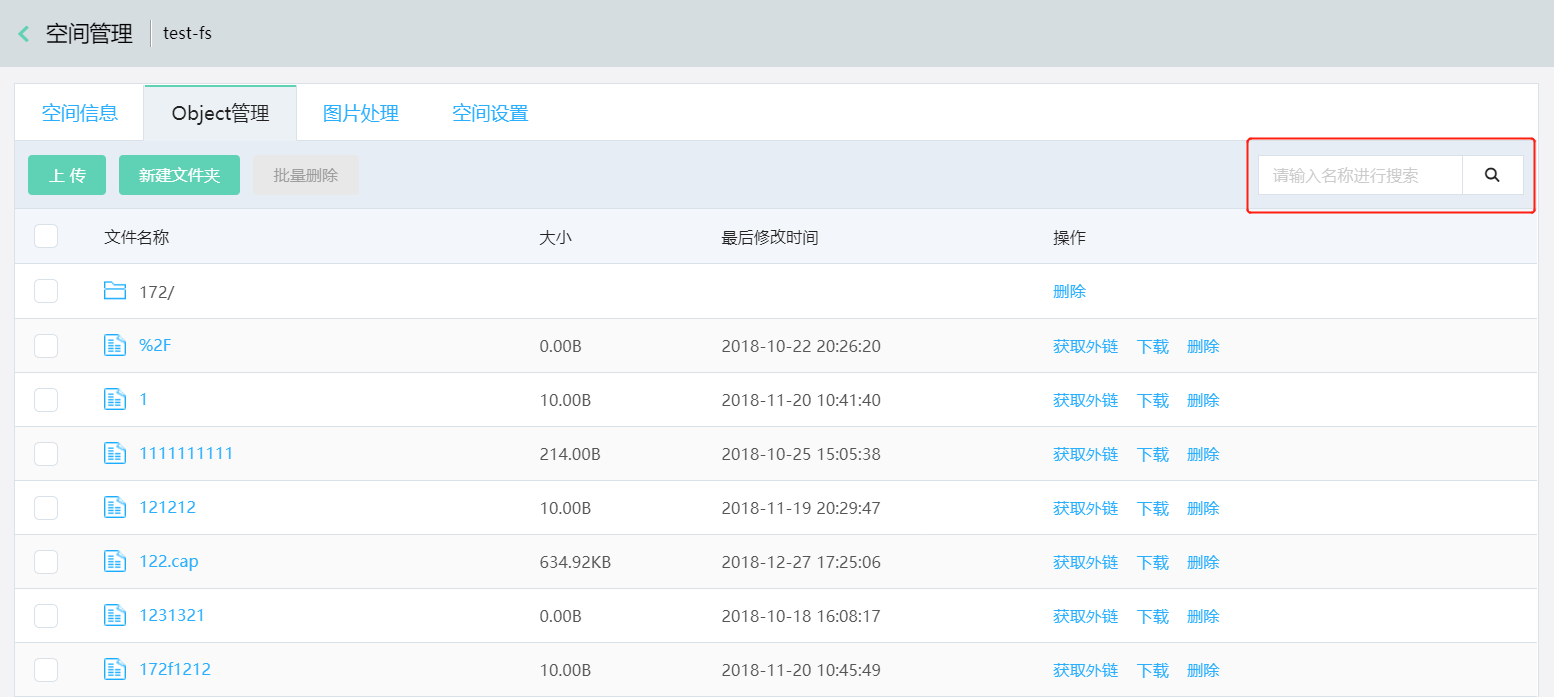 空间管理 test-fs
空间信息 Object管理 图片处理 空间设置
上 传 新建文件夹 批量删除 请输入名称进行搜索
文件名称 大小 最后修改时间 操作
172/ 删除
%2F 0.00B 2018-10-22 20:26:20 获取外链 下载 删除
1 10.00B 2018-11-20 10:41:40 获取外链 下载 删除
1111111111 214.00B 2018-10-25 15:05:38 获取外链 下载 删除
121212 10.00B 2018-11-19 20:29:47 获取外链 下载 删除
122.cap 634.92KB 2018-12-27 17:25:06 获取外链 下载 删除
1231321 0.00B 2018-10-18 16:08:17 获取外链 下载 删除
172f1212 10.00B 2018-11-20 10:45:49 获取外链 下载 删除